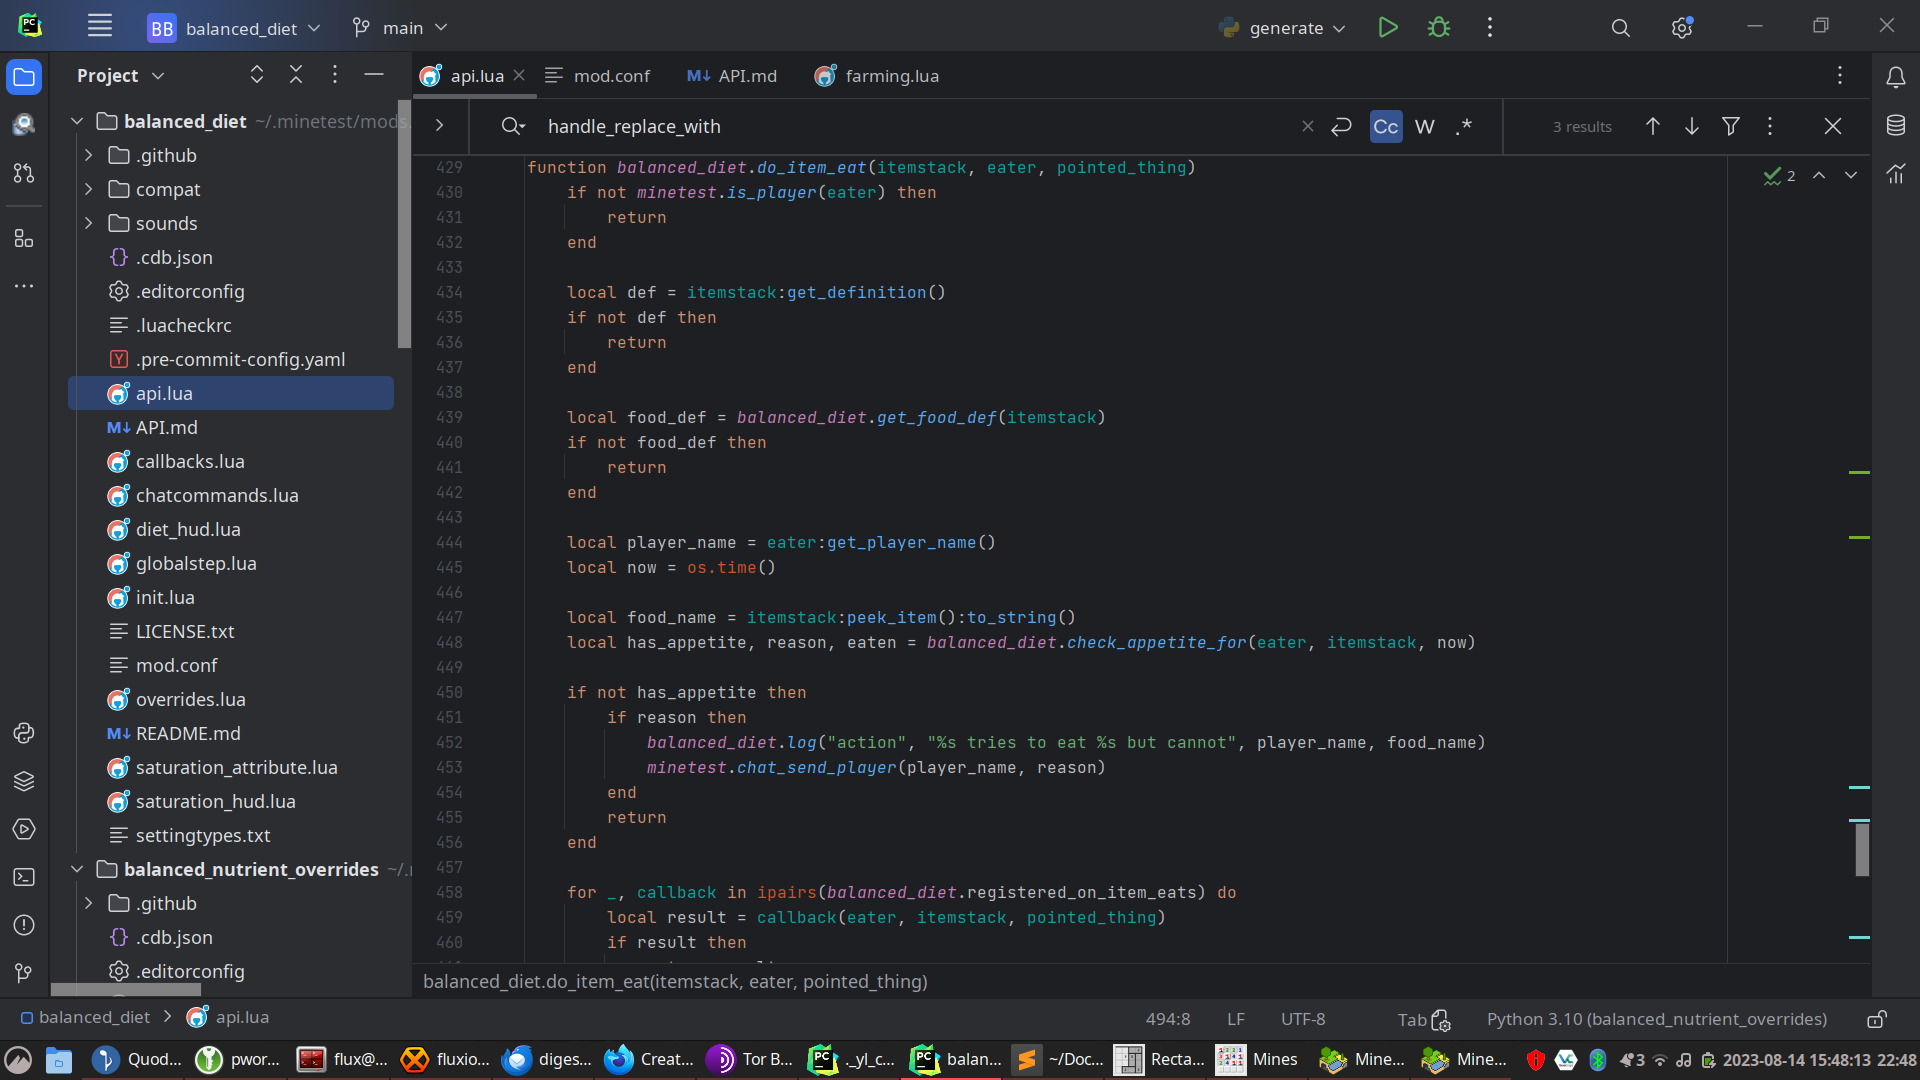 BB balanced_diet main generate
Project
balanced_diet ~/.minetest/mods.
.github
compat
sounds
.cdb.json
.editorconfig
.luacheckrc
.pre-commit-config.yaml
api.lua
API.md
callbacks.lua
chatcommands.lua
diet_hud.lua
globalstep.lua
init.lua
LICENSE.txt
mod.conf
overrides.lua
README.md
saturation_attribute.lua
saturation_hud.lua
settingtypes.txt
balanced_nutrient_overrides ~/.
.github
.cdb.json
.editorconfig
api.lua mod.conf API.md farming.lua
handle_replace_with Cc W .* 3 results
2
429 function balanced_diet.do_item_eat(itemstack, eater, pointed_thing)
430 if not minetest.is_player(eater) then
431 return
432 end
433
434 local def = itemstack:get_definition()
435 if not def then
436 return
437 end
438
439 local food_def = balanced_diet.get_food_def(itemstack)
440 if not food_def then
441 return
442 end
443
444 local player_name = eater:get_player_name()
445 local now = os.time()
446
447 local food_name = itemstack:peek_item():to_string()
448 local has_appetite, reason, eaten = balanced_diet.check_appetite_for(eater, itemstack, now)
449
450 if not has_appetite then
451 if reason then
452 balanced_diet.log("action", "%s tries to eat %s but cannot", player_name, food_name)
453 minetest.chat_send_player(player_name, reason)
454 end
455 return
456 end
457
458 for _, callback in ipairs(balanced_diet.registered_on_item_eats) do
459 local result = callback(eater, itemstack, pointed_thing)
460 if result then
balanced_diet.do_item_eat(itemstack, eater, pointed_thing)
balanced_diet api.lua 494:8 LF UTF-8 Tab Python 3.10 (balanced_nutrient_overrides)
Quod... pwor... flux@... fluxio... diges... Creat... Tor B... ._yl_c... balan... ~/Doc... Recta... Mines Mine... Mine... 3 2023-08-14 15:48:13 22:48